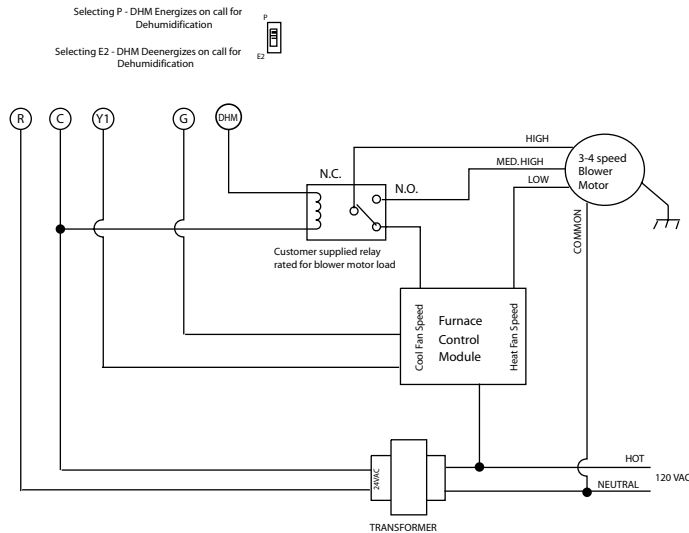 Selecting P - DHM Energizes on call for
Dehumidification
P
Selecting E2 - DHM Deenergizes on call for
Dehumidification
E2
R
C
Y1
G
DHM
HIGH
MED. HIGH
LOW
3-4 speed
Blower
Motor
N.C.
N.O.
COMMON
Customer supplied relay
rated for blower motor load
Cool Fan Speed
Furnace
Control
Module
Heat Fan Speed
24VAC
HOT
120 VAC
NEUTRAL
TRANSFORMER